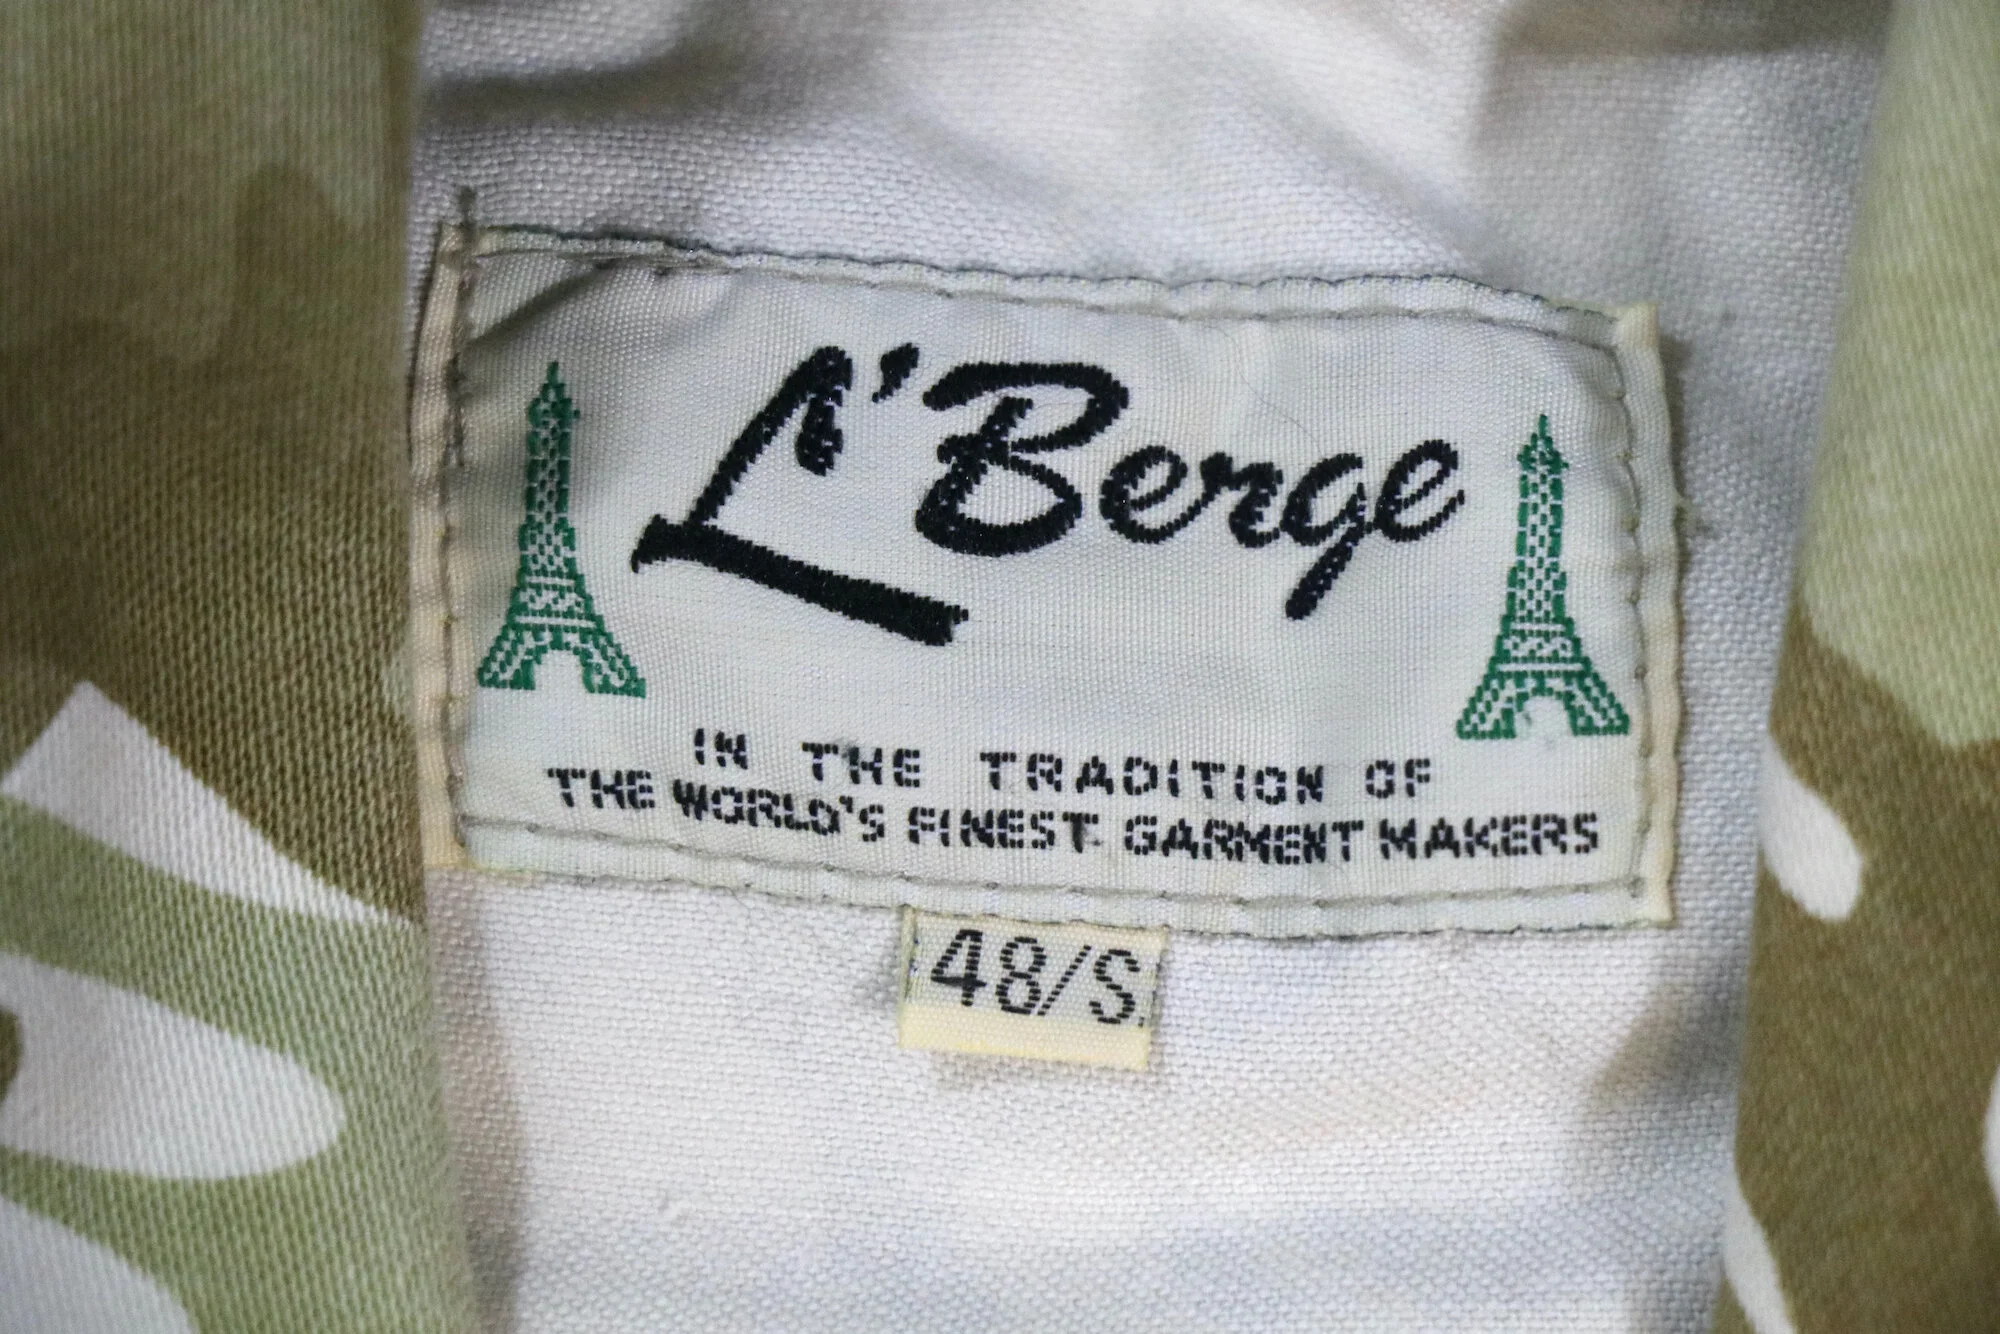 L'Berge
IN THE TRADITION OF
THE WORLD'S FINEST GARMENT MAKERS
48/S